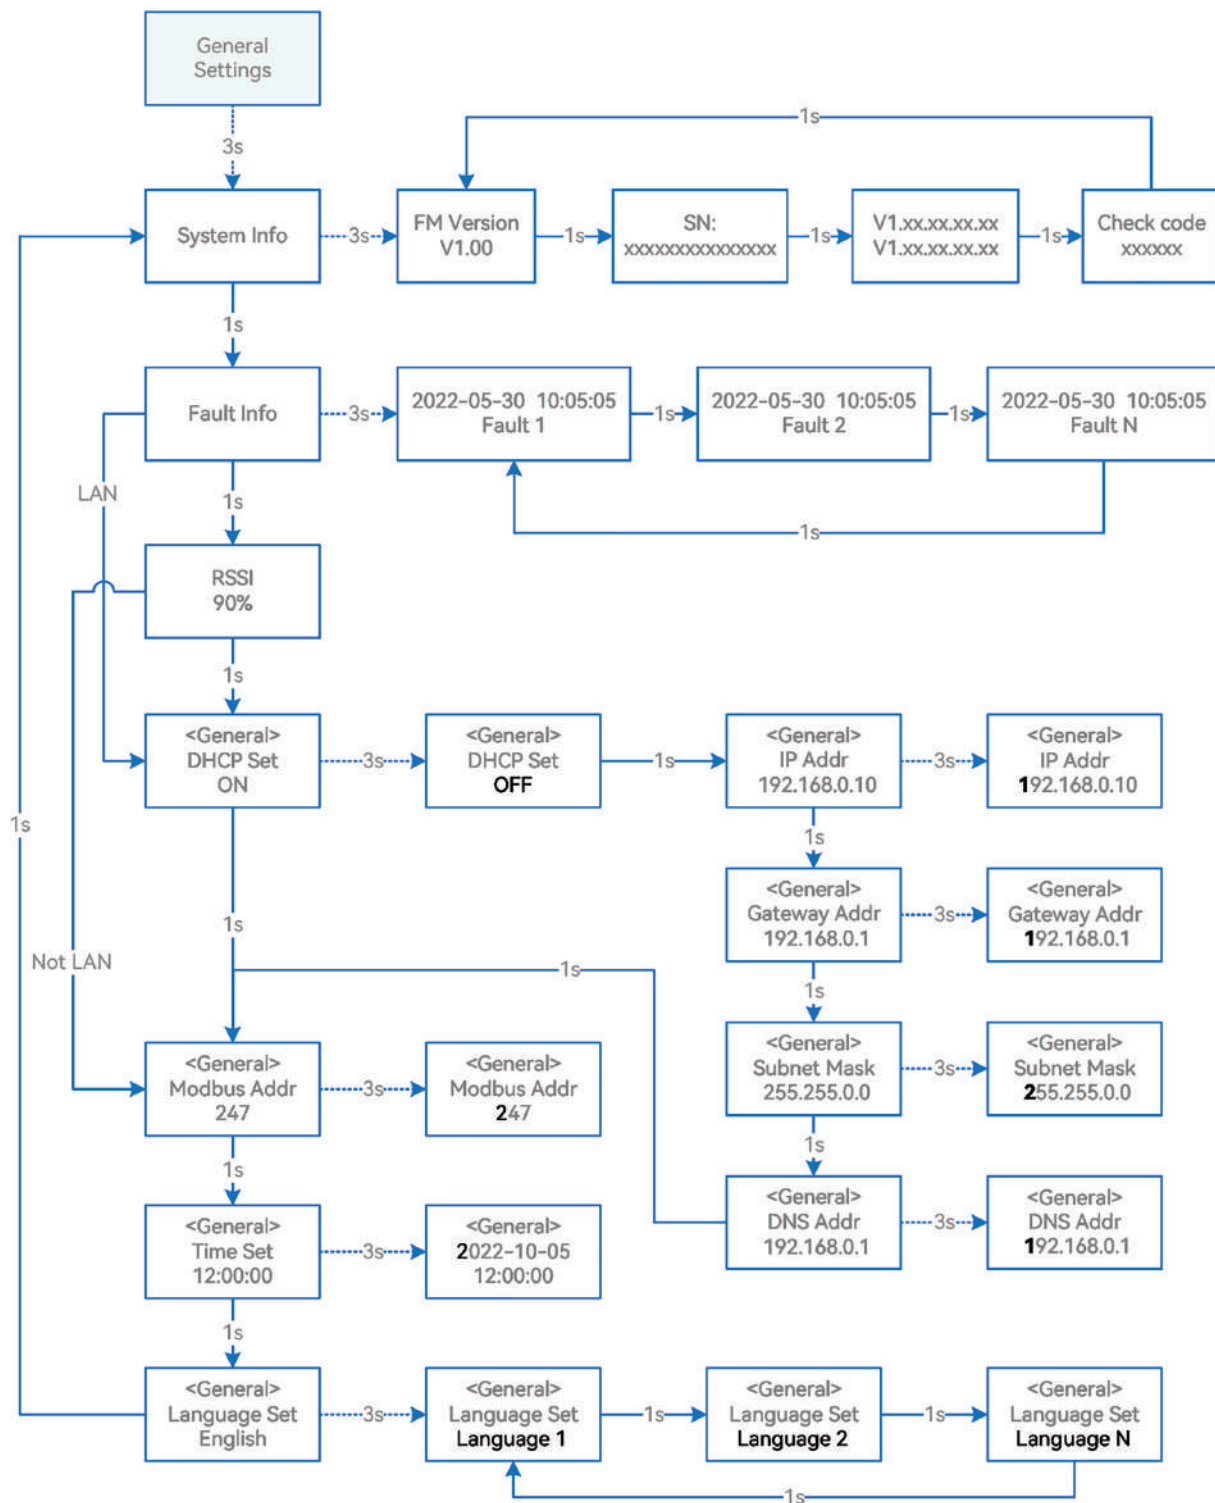 General
Settings
3s
1s
System Info
3s
FM Version
V1.00
1s
SN:
xxxxxxxxxxxxxxx
1s
V1.xx.xx.xx.xx
V1.xx.xx.xx.xx
1s
Check code
xxxxxx
1s
Fault Info
3s
2022-05-30 10:05:05
Fault 1
1s
2022-05-30 10:05:05
Fault 2
1s
2022-05-30 10:05:05
Fault N
LAN
1s
1s
RSSI
90%
1s
<General>
DHCP Set
ON
3s
<General>
DHCP Set
OFF
1s
<General>
IP Addr
192.168.0.10
3s
<General>
IP Addr
192.168.0.10
1s
1s
<General>
Gateway Addr
192.168.0.1
3s
<General>
Gateway Addr
192.168.0.1
1s
Not LAN
1s
1s
<General>
Subnet Mask
255.255.0.0
3s
<General>
Subnet Mask
255.255.0.0
<General>
Modbus Addr
247
3s
<General>
Modbus Addr
247
1s
1s
<General>
DNS Addr
192.168.0.1
3s
<General>
DNS Addr
192.168.0.1
<General>
Time Set
12:00:00
3s
<General>
2022-10-05
12:00:00
1s
<General>
Language Set
English
3s
<General>
Language Set
Language 1
1s
<General>
Language Set
Language 2
1s
<General>
Language Set
Language N
1s